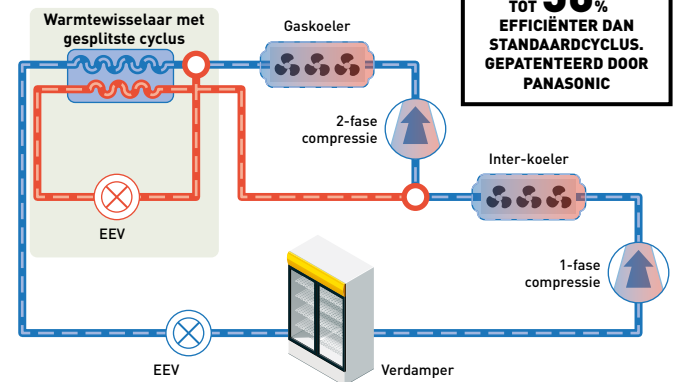 Warmtewisselaar met
gesplitste cyclus
Gaskoeler
TOT %
EFFICIËNTER DAN
STANDAARDCYCLUS.
GEPATENTEERD DOOR
PANASONIC
2-fase
compressie
Inter-koeler
EEV
1-fase
compressie
EEV
Verdamper